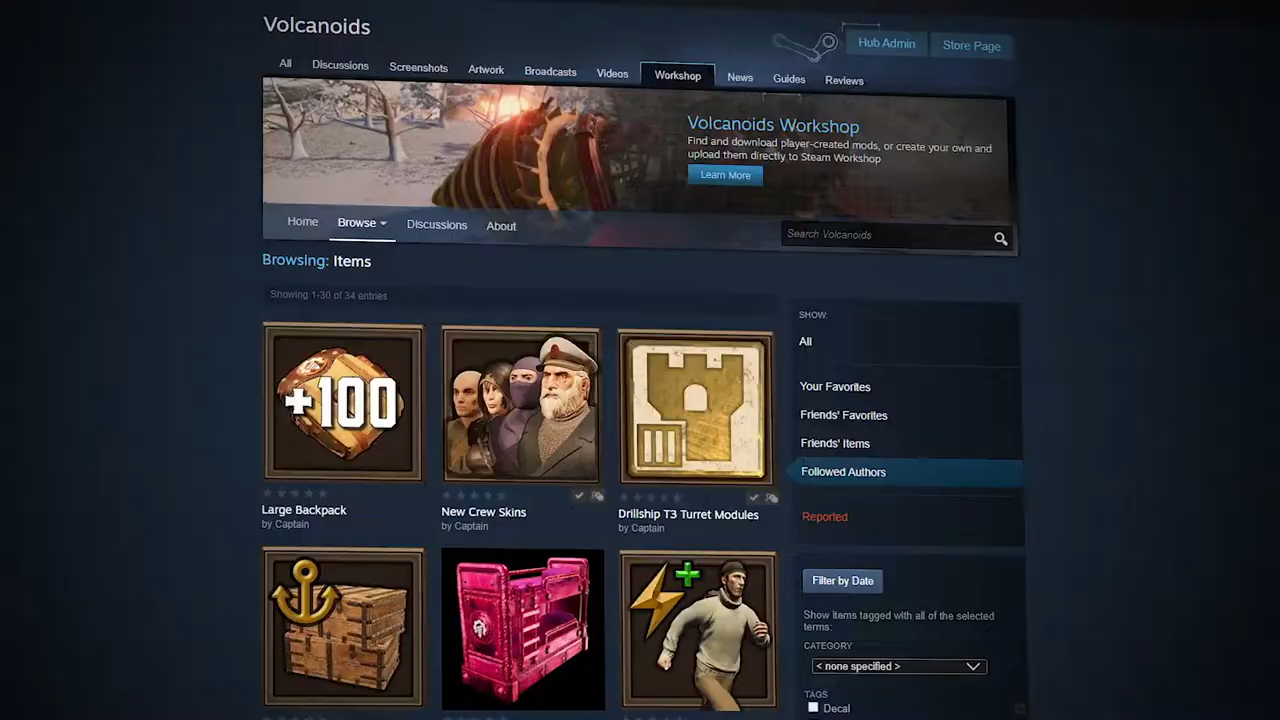 Volcanoids
Hub Admin
Store Page
All
Discussions
Screenshots
Artwork
Broadcasts
Videos
Workshop
News
Guides
Reviews
Volcanoids Workshop
Find and download player-created mods, or create your own and
upload them directly to Steam Workshop
Learn More
Home
Browse
Discussions
About
Search Volcanoids
Browsing: Items
Showing 1-30 of 34 entries
+100
Large Backpack
by Captain
New Crew Skins
by Captain
Drillship T3 Turret Modules
by Captain
SHOW:
All
Your Favorites
Friends' Favorites
Friends' Items
Followed Authors
Reported
Filter by Date
Show items tagged with all of the selected
terms:
CATEGORY
< none specified >
TAGS
Decal